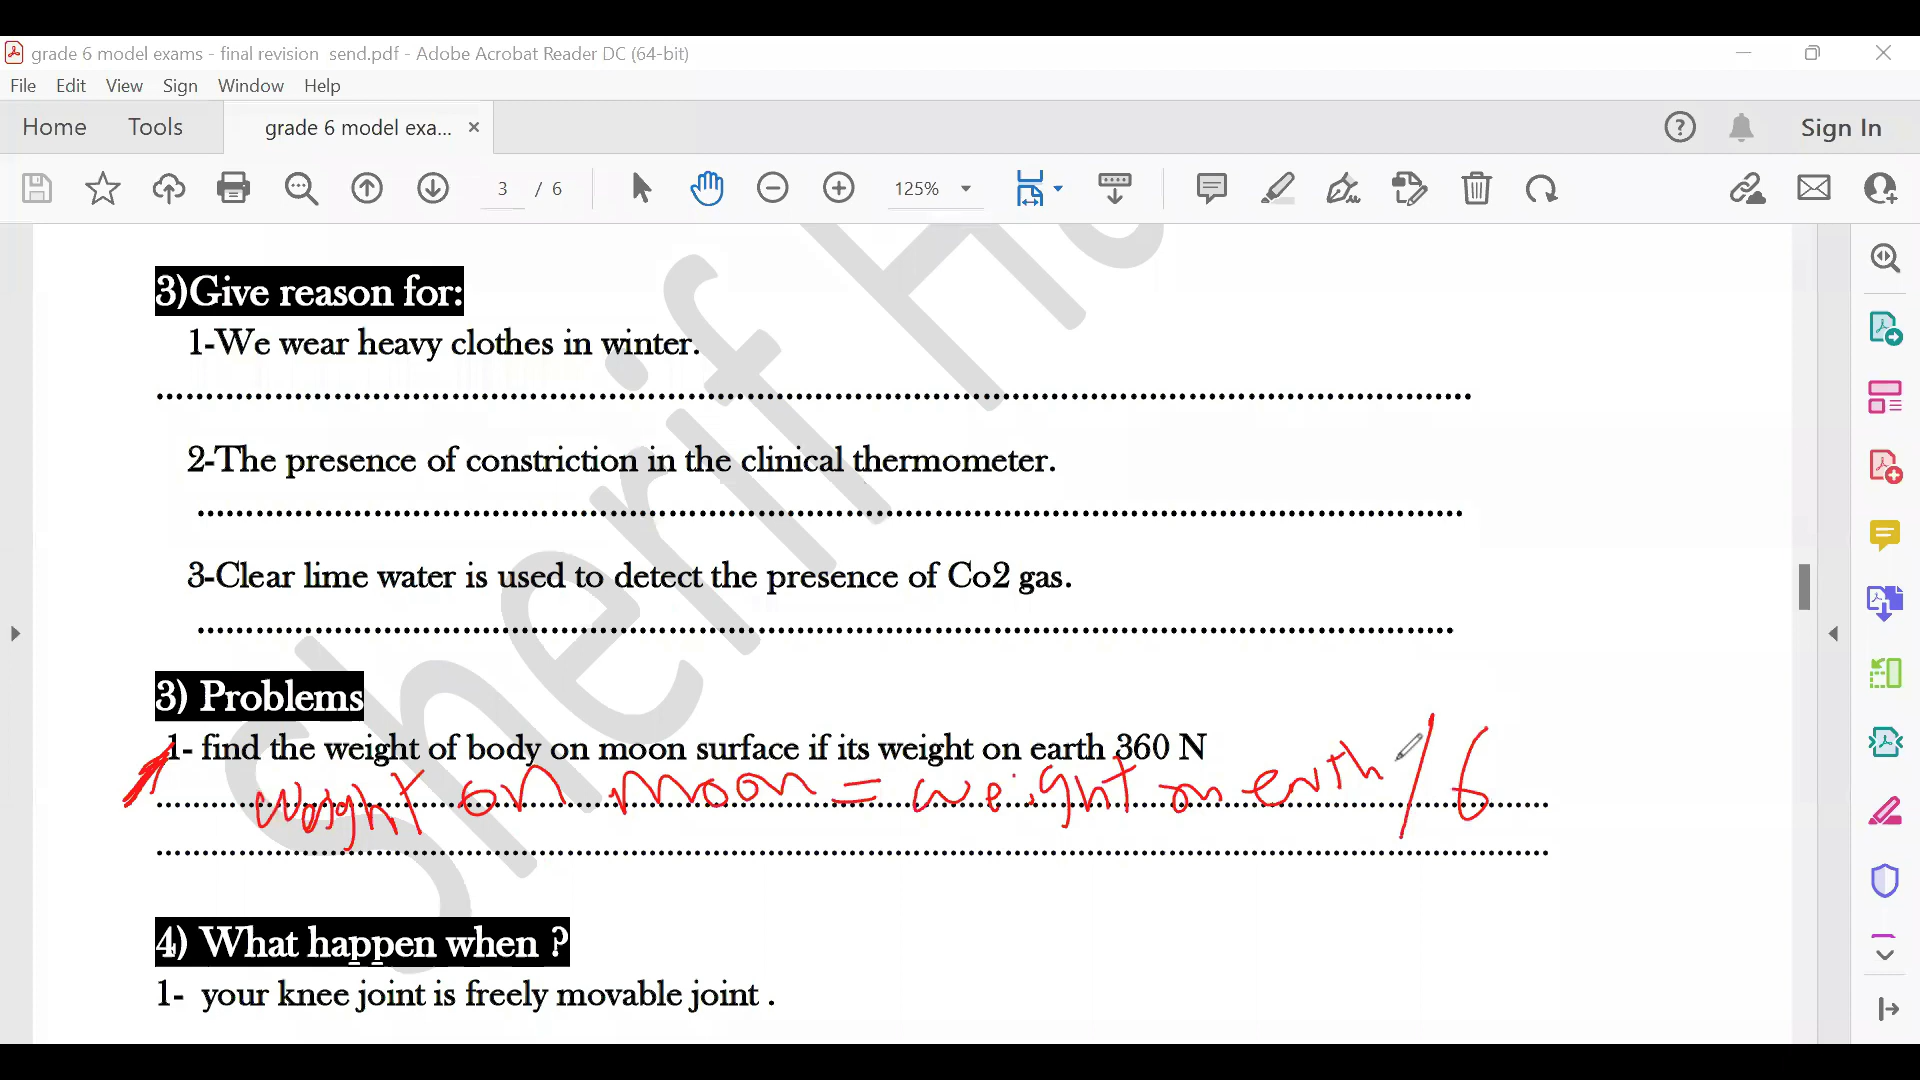 grade 6 model exams - final revision send.pdf - Adobe Acrobat Reader DC (64-bit)
File Edit View Sign Window Help
Home Tools grade 6 model exa... × Sign In
3 / 6 125%
3)Give reason for:
1-We wear heavy clothes in winter.
2-The presence of constriction in the clinical thermometer.
3-Clear lime water is used to detect the presence of Co2 gas.
3) Problems
1- find the weight of body on moon surface if its weight on earth 360 N
weight on moon = weight on earth / 6
4) What happen when ?
1- your knee joint is freely movable joint .
Sherif